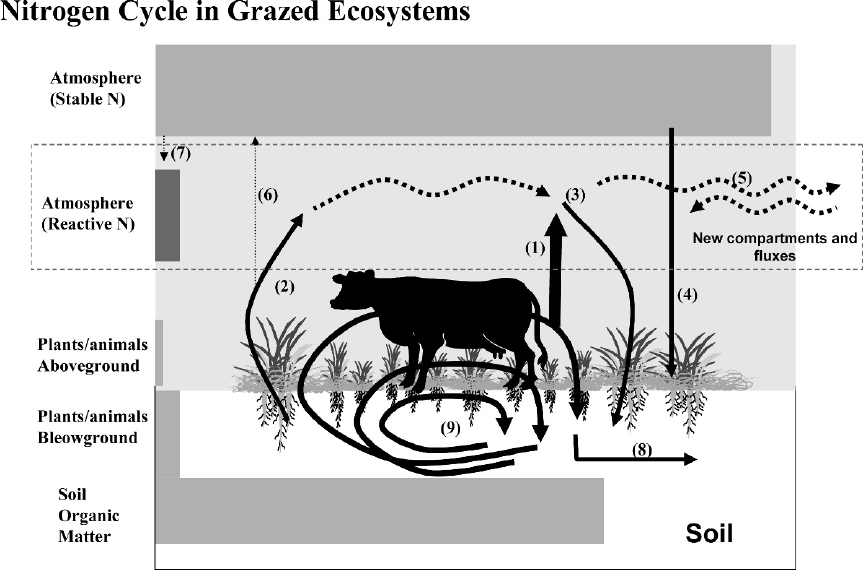 Nitrogen Cycle in Grazed Ecosystems
Atmosphere
(Stable N)
(7)
Atmosphere
(Reactive N)
(6)
(3)
(5)
New compartments and
fluxes
(1)
(2)
(4)
Plants/animals
Aboveground
Plants/animals
Bleowground
(9)
(8)
Soil
Organic
Matter
Soil